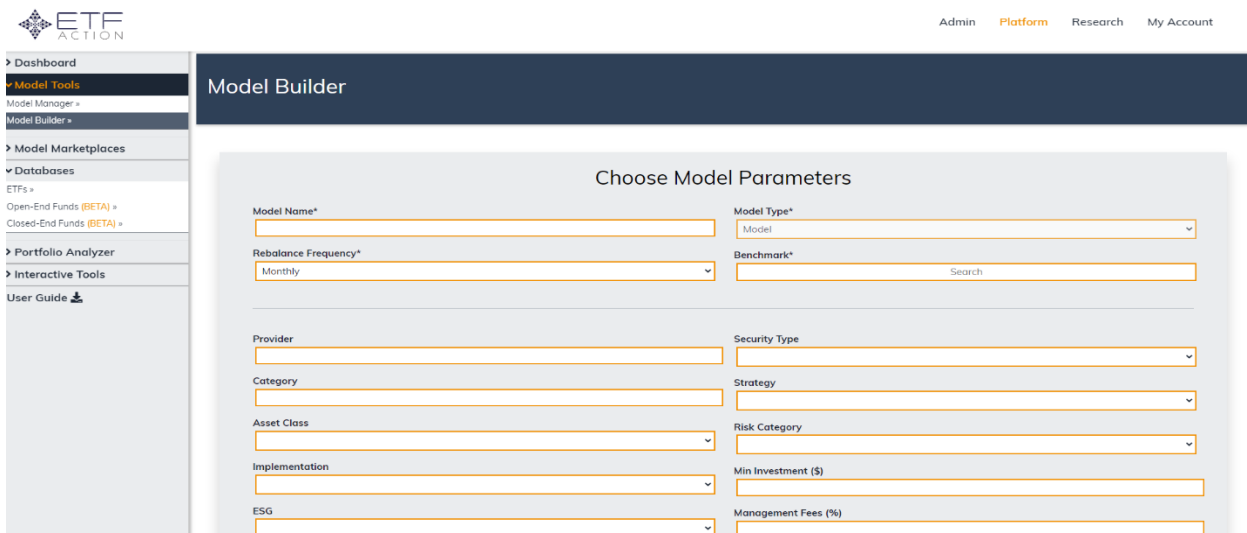 ETF
ACTION
Admin Platform Research My Account
Dashboard
Model Tools
Model Manager »
Model Builder »
Model Marketplaces
Databases
ETFs »
Open-End Funds (BETA) »
Closed-End Funds (BETA) »
Portfolio Analyzer
Interactive Tools
User Guide
Model Builder
Choose Model Parameters
Model Name*
Model Type*
Model
Rebalance Frequency*
Monthly
Benchmark*
Search
Provider
Security Type
Category
Strategy
Asset Class
Risk Category
Implementation
Min Investment ($)
ESG
Management Fees (%)